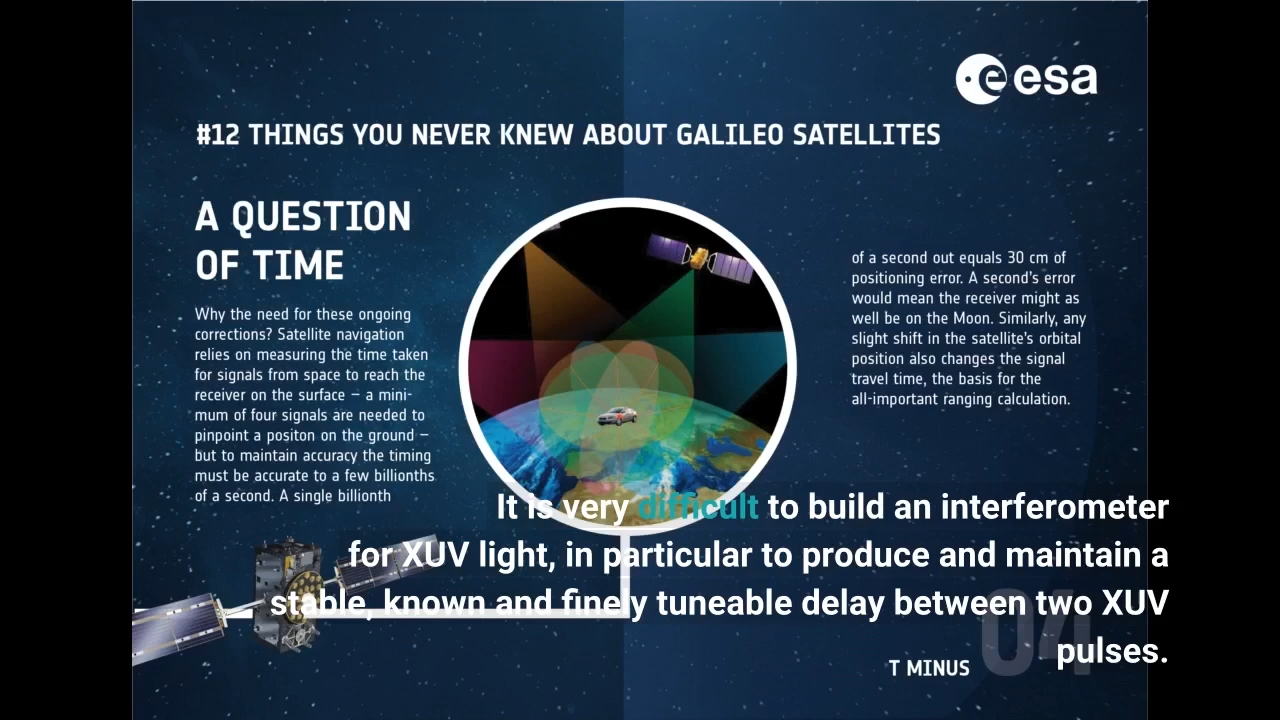 esa
#12 THINGS YOU NEVER KNEW ABOUT GALILEO SATELLITES
A QUESTION
OF TIME
Why the need for these ongoing
corrections? Satellite navigation
relies on measuring the time taken
for signals from space to reach the
receiver on the surface – a mini-
mum of four signals are needed to
pinpoint a positon on the ground –
but to maintain accuracy the timing
must be accurate to a few billionths
of a second. A single billionth
of a second out equals 30 cm of
positioning error. A second's error
would mean the receiver might as
well be on the Moon. Similarly, any
slight shift in the satellite's orbital
position also changes the signal
travel time, the basis for the
all-important ranging calculation.
It is very difficult to build an interferometer
for XUV light, in particular to produce and maintain a
stable, known and finely tuneable delay between two XUV
pulses.
T MINUS 04